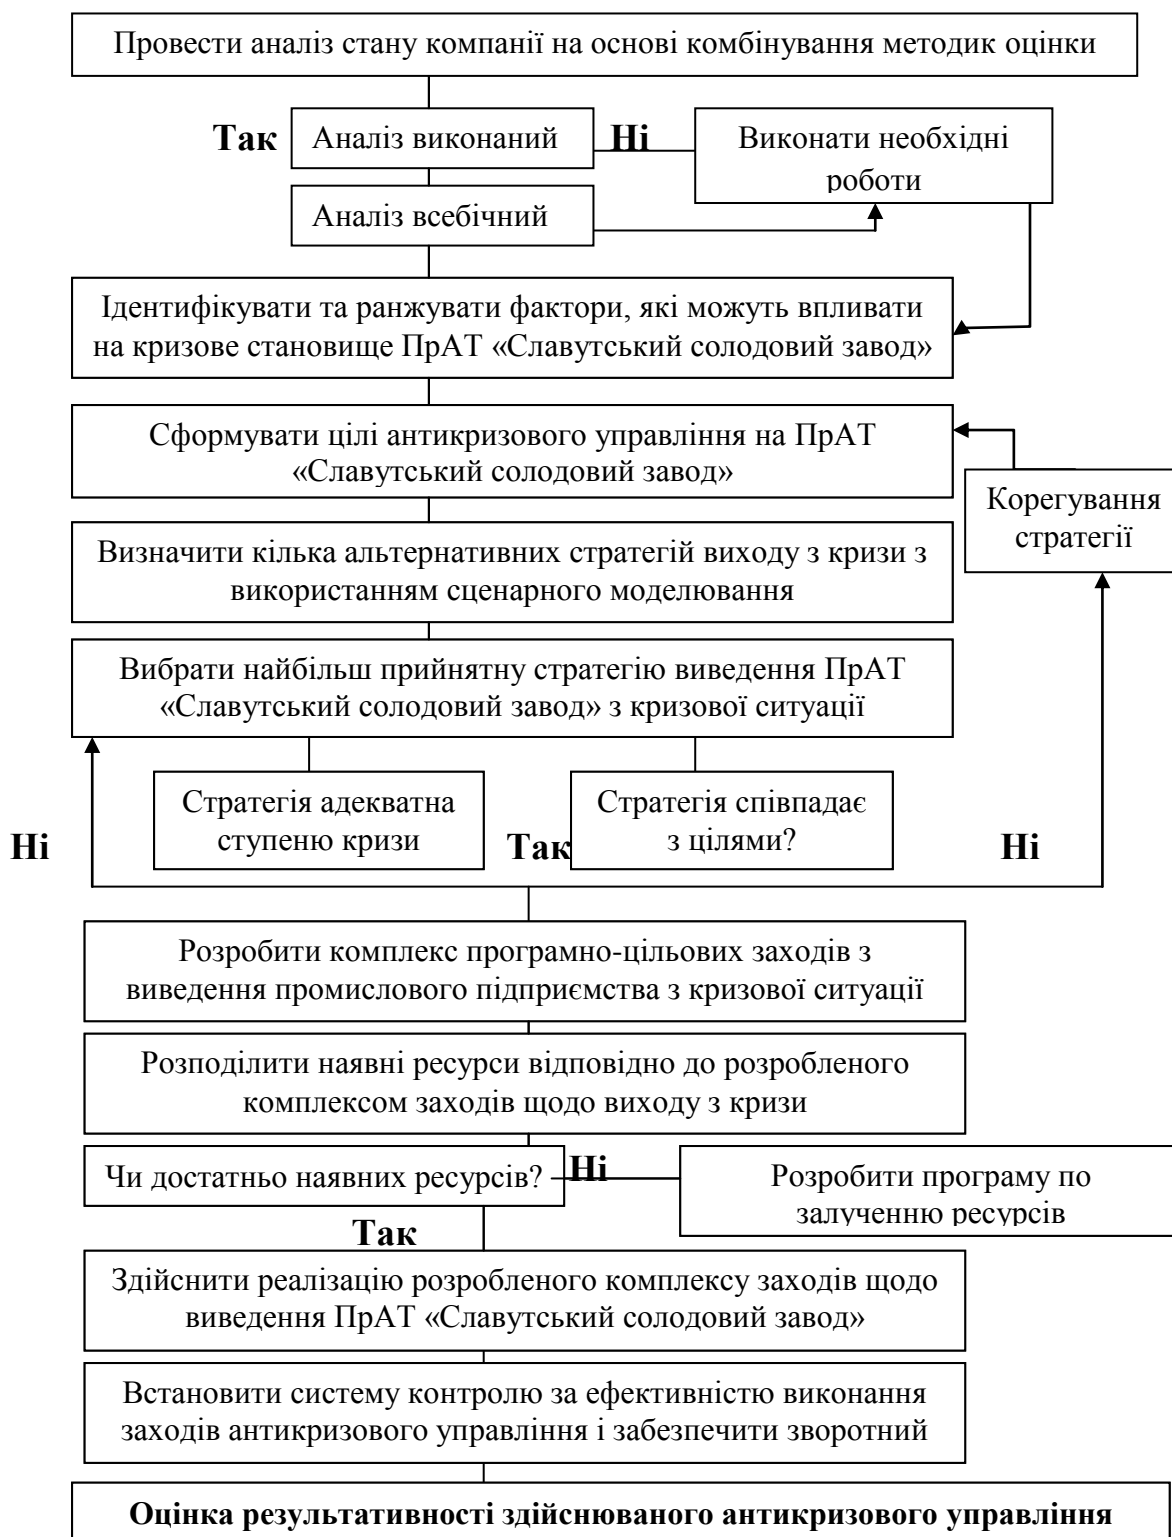 Провести аналіз стану компанії на основі комбінування методик оцінки
Так
Аналіз виконаний
Ні
Виконати необхідні
роботи
Аналіз всебічний
Ідентифікувати та ранжувати фактори, які можуть впливати
на кризове становище ПрАТ «Славутський солодовий завод»
Сформувати цілі антикризового управління на ПрАТ
«Славутський солодовий завод»
Корегування
стратегії
Визначити кілька альтернативних стратегій виходу з кризи з
використанням сценарного моделювання
Вибрати найбільш прийнятну стратегію виведення ПрАТ
«Славутський солодовий завод» з кризової ситуації
Стратегія адекватна
ступеню кризи
Стратегія співпадає
з цілями?
Ні
Так
Ні
Розробити комплекс програмно-цільових заходів з
виведення промислового підприємства з кризової ситуації
Розподілити наявні ресурси відповідно до розробленого
комплексом заходів щодо виходу з кризи
Чи достатньо наявних ресурсів?
Ні
Розробити програму по
залученню ресурсів
Так
Здійснити реалізацію розробленого комплексу заходів щодо
виведення ПрАТ «Славутський солодовий завод»
Встановити систему контролю за ефективністю виконання
заходів антикризового управління і забезпечити зворотний
Оцінка результативності здійснюваного антикризового управління